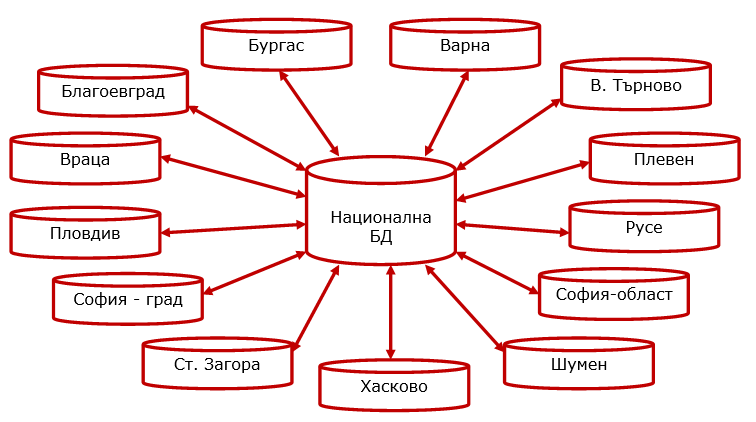 Бургас
Варна
Благоевград
В. Търново
Враца
Плевен
Национална
БД
Пловдив
Русе
София - град
София-област
Ст. Загора
Шумен
Хасково